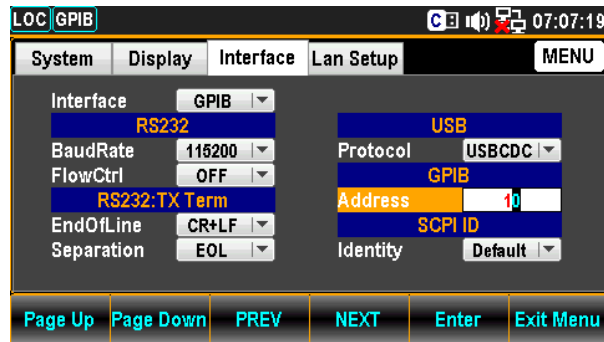 LOC GPIB C 07:07:19
System Display Interface Lan Setup MENU
Interface GPIB
RS232 USB
BaudRate 115200 Protocol USBCDC
FlowCtrl OFF GPIB
RS232:TX Term Address 10
EndOfLine CR+LF SCPI ID
Separation EOL Identity Default
Page Up Page Down PREV NEXT Enter Exit Menu